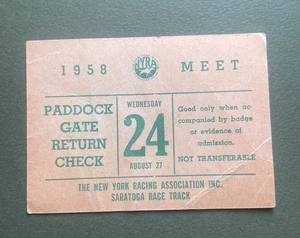 NYRA
1958 MEET
PADDOCK
GATE
RETURN
CHECK
WEDNESDAY
24
AUGUST 27
Good only when ac-
companied by badge
or evidence of
admission.
NOT TRANSFERABLE
THE NEW YORK RACING ASSOCIATION INC.
SARATOGA RACE TRACK